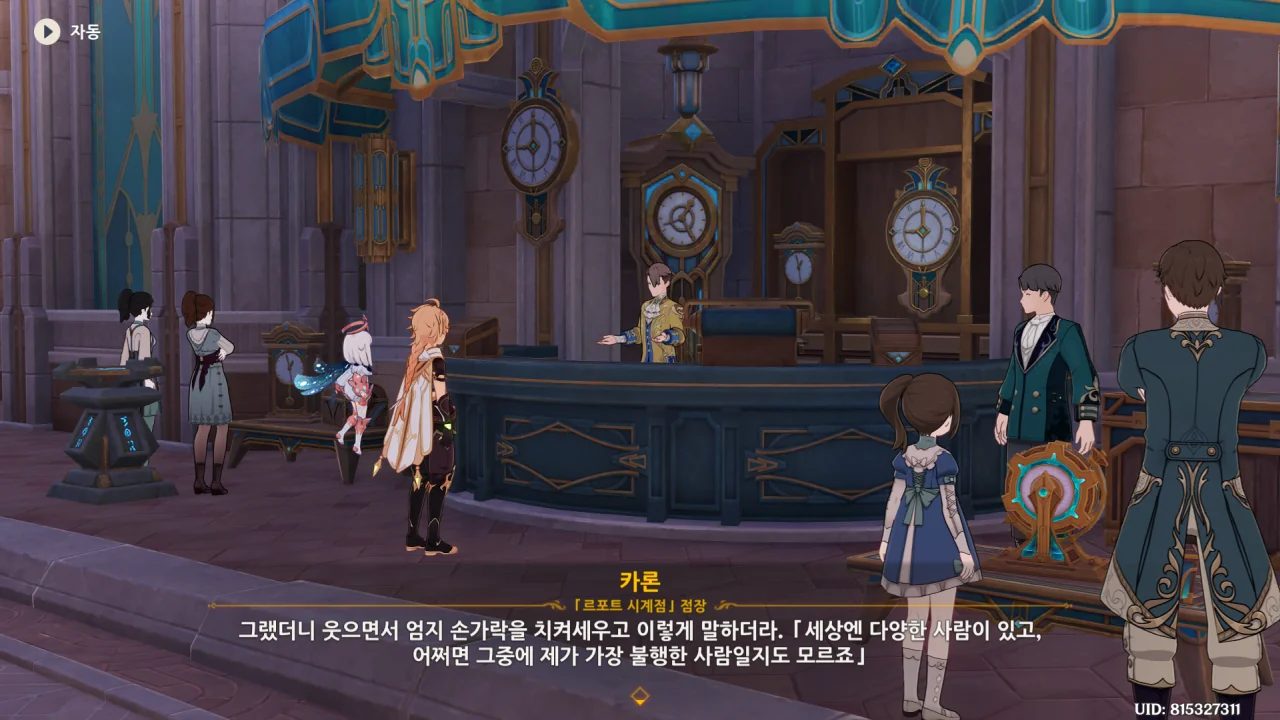 자동
카론
「르포트 시계점」 점장
그랬더니 웃으면서 엄지 손가락을 치켜세우고 이렇게 말하더라. 「세상엔 다양한 사람이 있고,
어쩌면 그중에 제가 가장 불행한 사람일지도 모르죠」
UID: 815327311